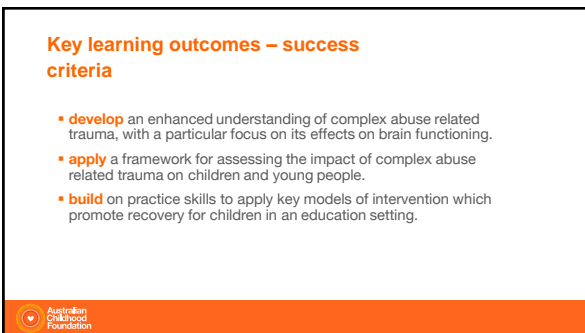 Key learning outcomes – success
criteria
▪ develop an enhanced understanding of complex abuse related
trauma, with a particular focus on its effects on brain functioning.
▪ apply a framework for assessing the impact of complex abuse
related trauma on children and young people.
▪ build on practice skills to apply key models of intervention which
promote recovery for children in an education setting.
Australian
Childhood
Foundation